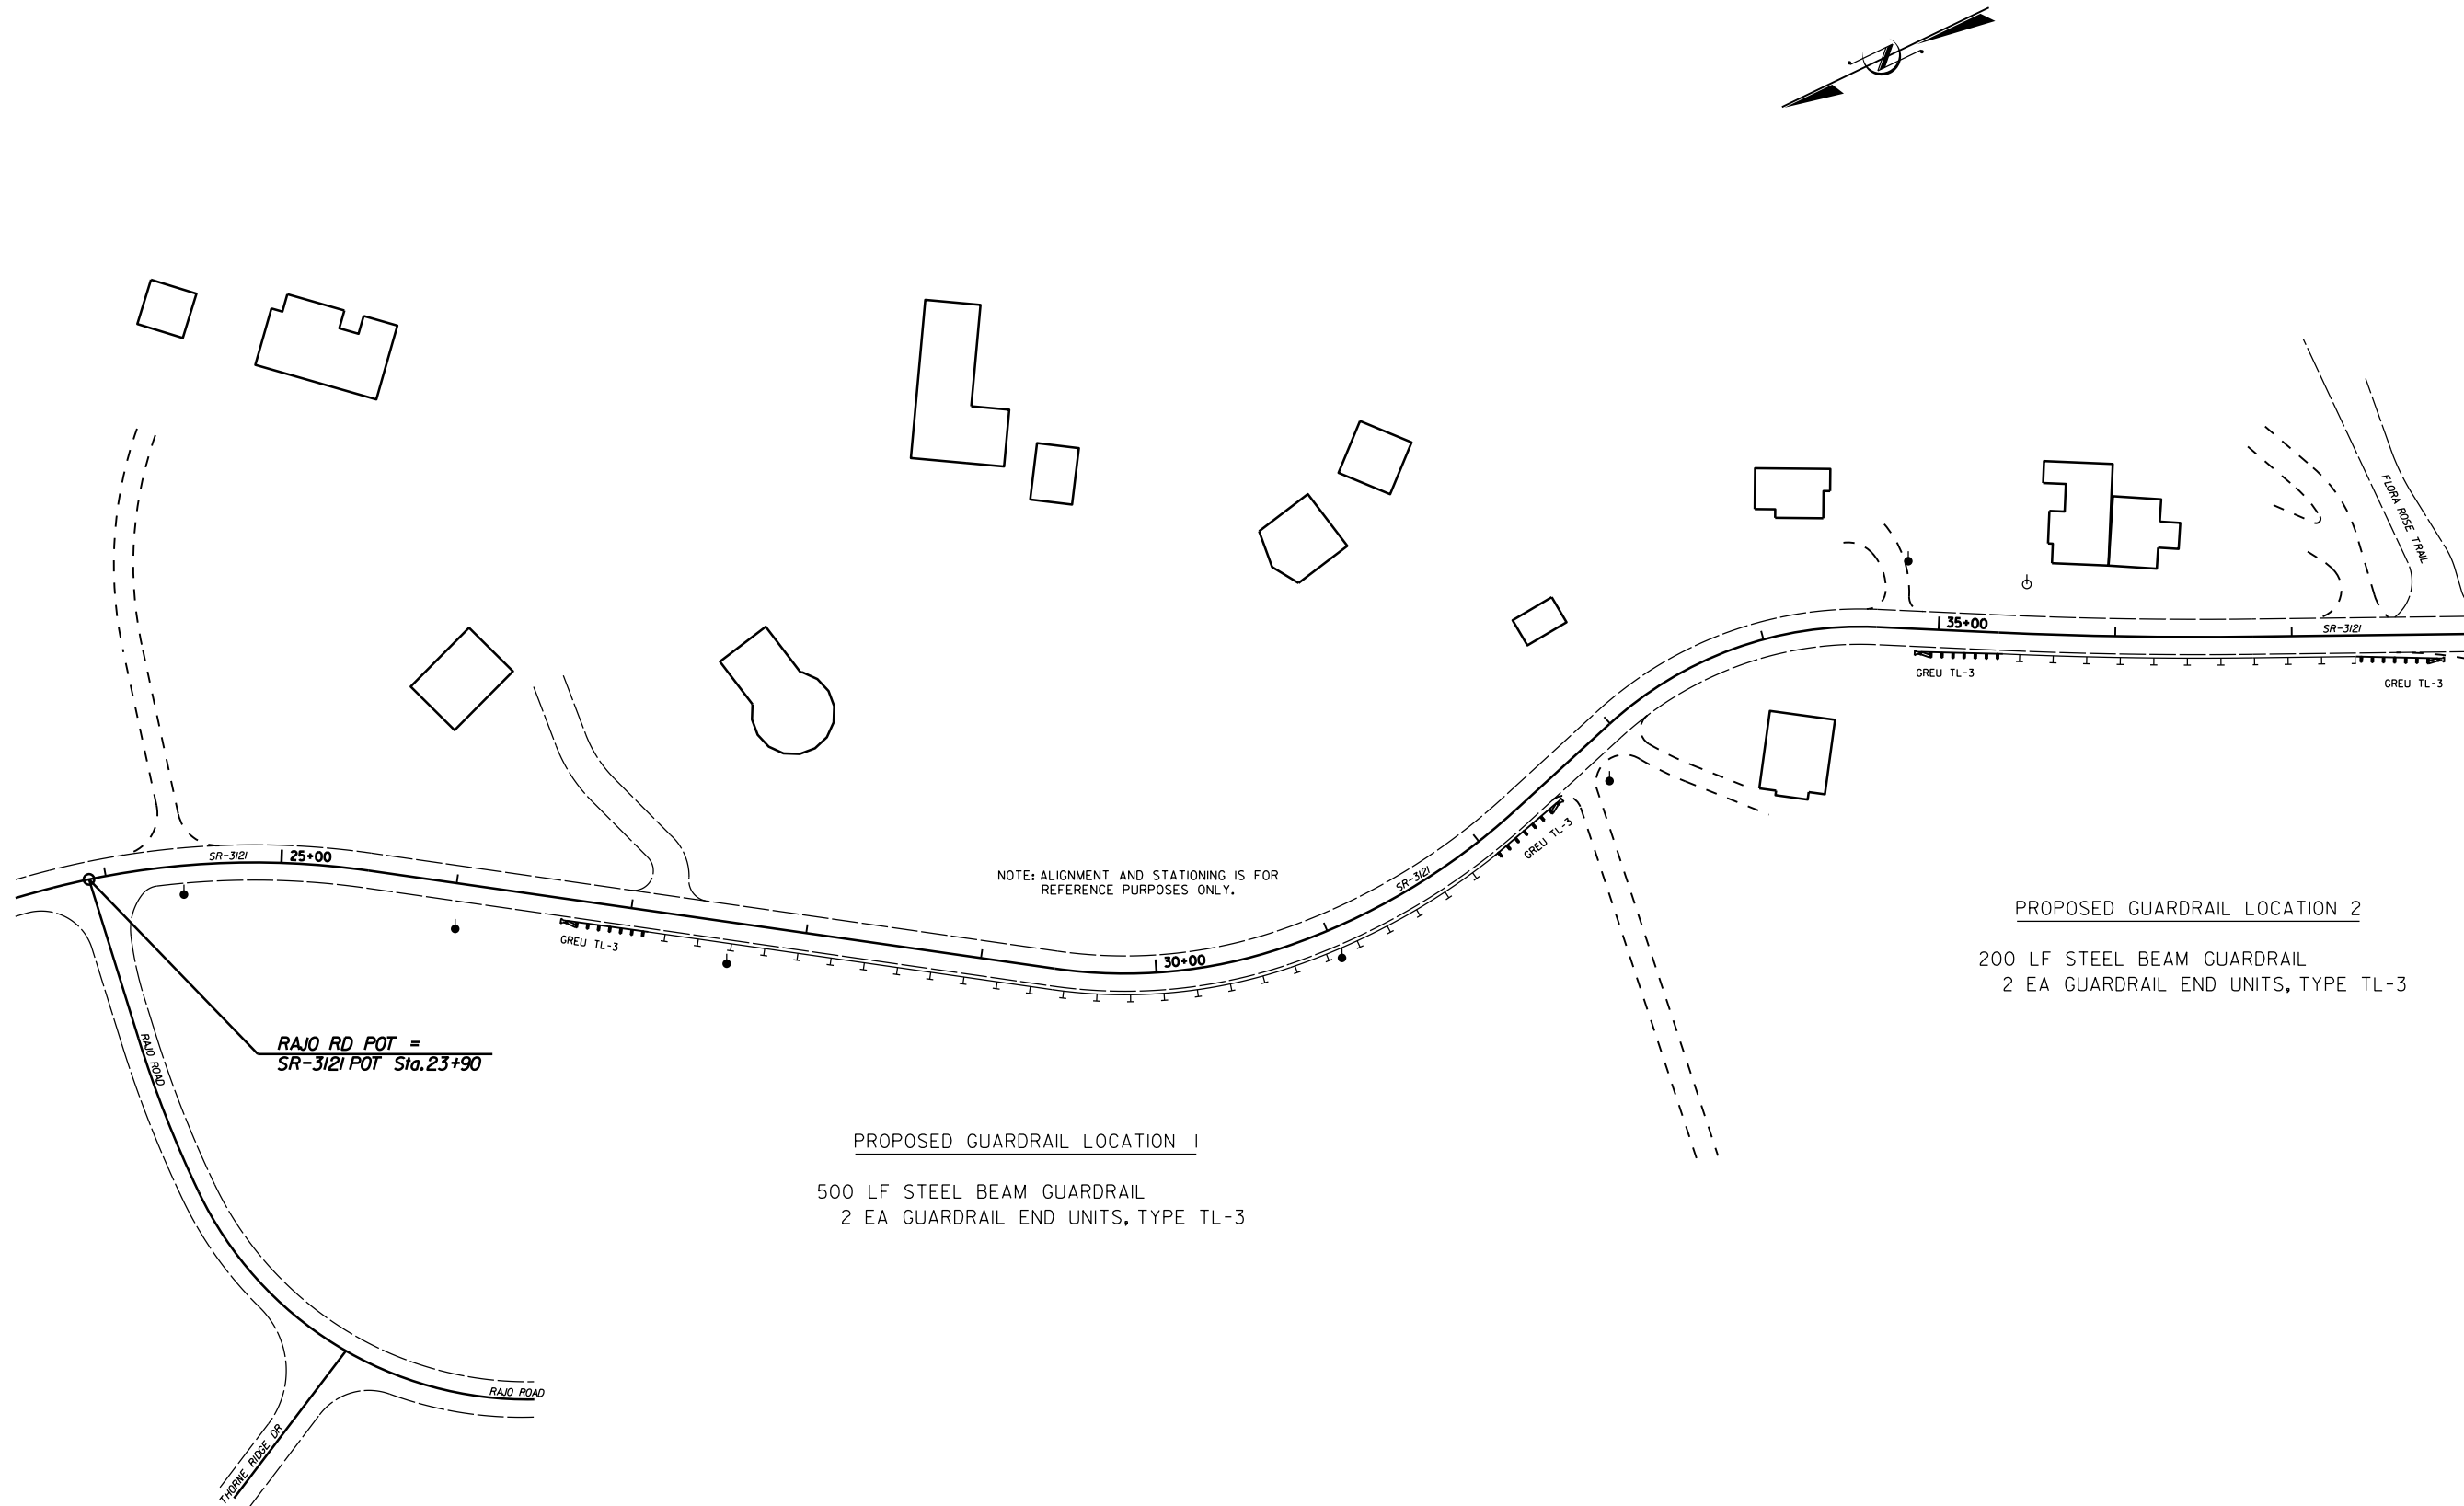 N
FLORA ROSE TRAIL
35+00
SR-3121
GREU TL-3
GREU TL-3
SR-3121
25+00
GREU TL-3
NOTE: ALIGNMENT AND STATIONING IS FOR
REFERENCE PURPOSES ONLY.
SR-3121
GREU TL-3
30+00
PROPOSED GUARDRAIL LOCATION 2
200 LF STEEL BEAM GUARDRAIL
2 EA GUARDRAIL END UNITS, TYPE TL-3
RAJO RD POT =
SR-3121 POT Sta. 23+90
RAJO ROAD
PROPOSED GUARDRAIL LOCATION 1
500 LF STEEL BEAM GUARDRAIL
2 EA GUARDRAIL END UNITS, TYPE TL-3
RAJO ROAD
THORNE RIDGE DR